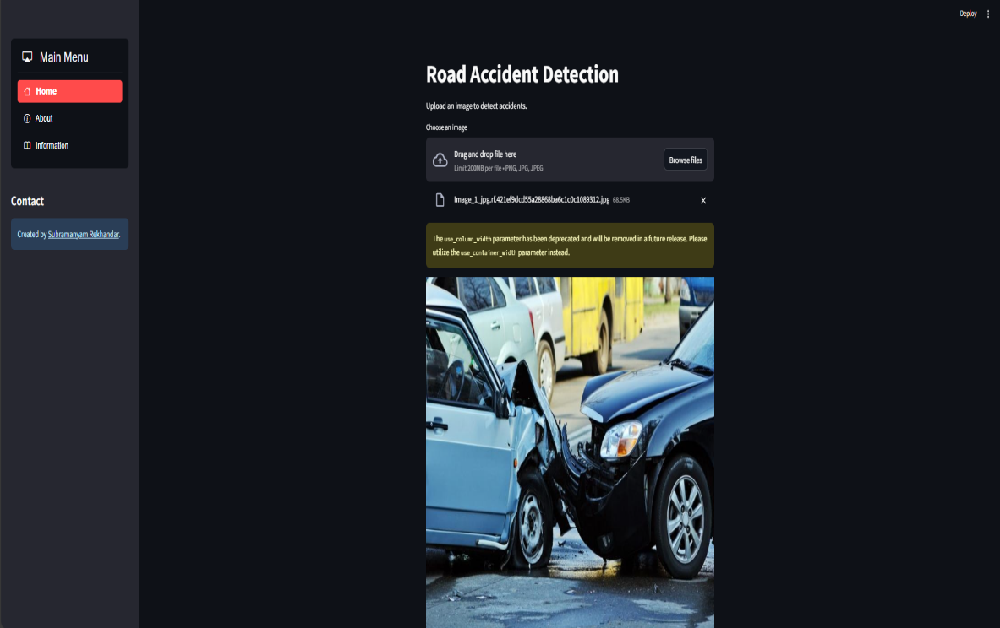 Deploy
Main Menu
Home
About
Information
Contact
Created by Subramanyam Rekhandar.
Road Accident Detection
Upload an image to detect accidents.
Choose an image
Drag and drop file here
Limit 200MB per file • PNG, JPG, JPEG
Browse files
Image_1_jpg.rf.421ef9dcd55a28868ba6c1c0c1089312.jpg 68.5KB
X
The use_column_width parameter has been deprecated and will be removed in a future release. Please
utilize the use_container_width parameter instead.